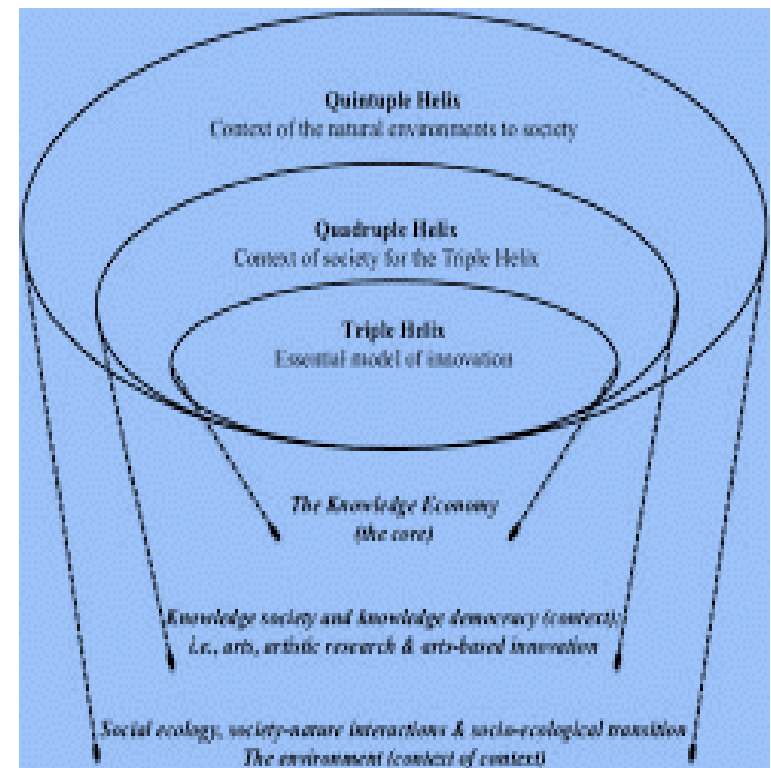 Quintuple Helix
Context of the natural environments to society
Quadruple Helix
Context of society for the Triple Helix
Triple Helix
Essential model of innovation
The Knowledge Economy
(the core)
Knowledge society and knowledge democracy (context);
i.e., arts, artistic research & arts-based innovation
Social ecology, society-nature interactions & socio-ecological transition
The environment (context of context)